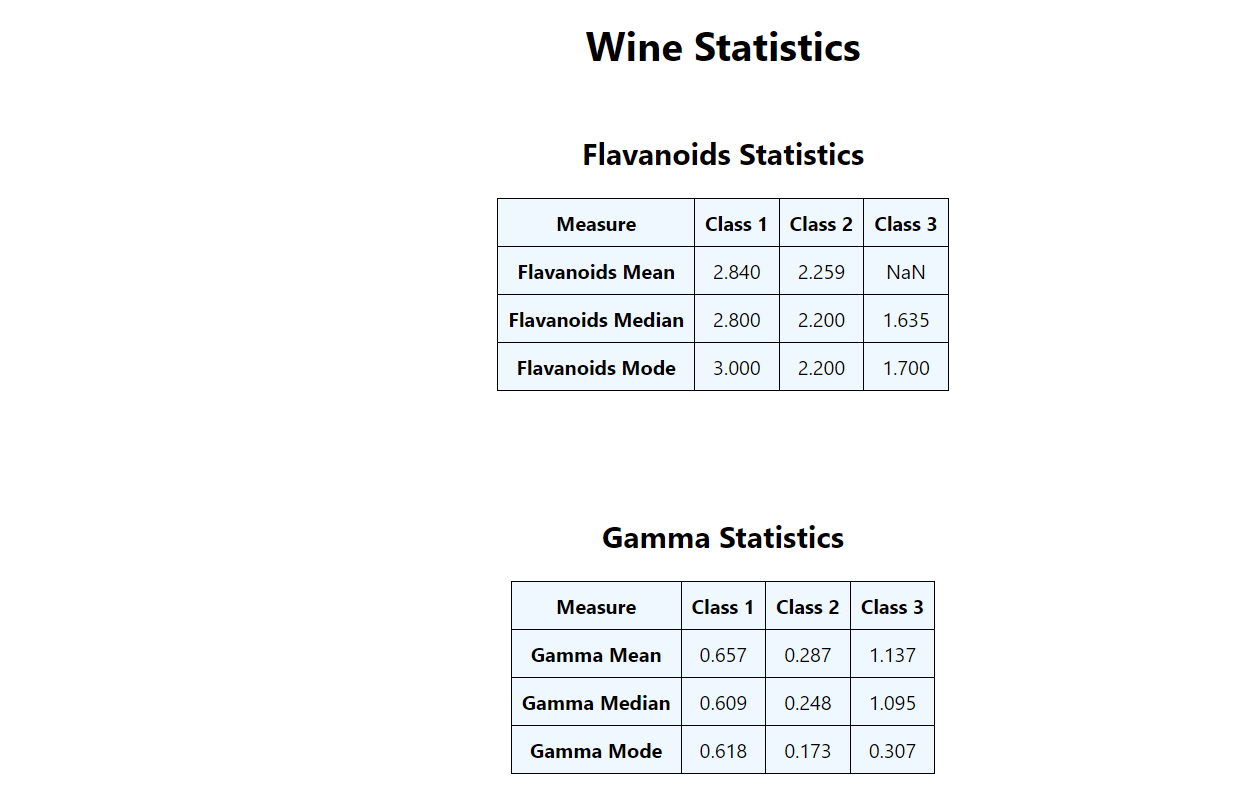 Wine Statistics
Flavanoids Statistics
Measure Class 1 Class 2 Class 3
Flavanoids Mean 2.840 2.259 NaN
Flavanoids Median 2.800 2.200 1.635
Flavanoids Mode 3.000 2.200 1.700
Gamma Statistics
Measure Class 1 Class 2 Class 3
Gamma Mean 0.657 0.287 1.137
Gamma Median 0.609 0.248 1.095
Gamma Mode 0.618 0.173 0.307